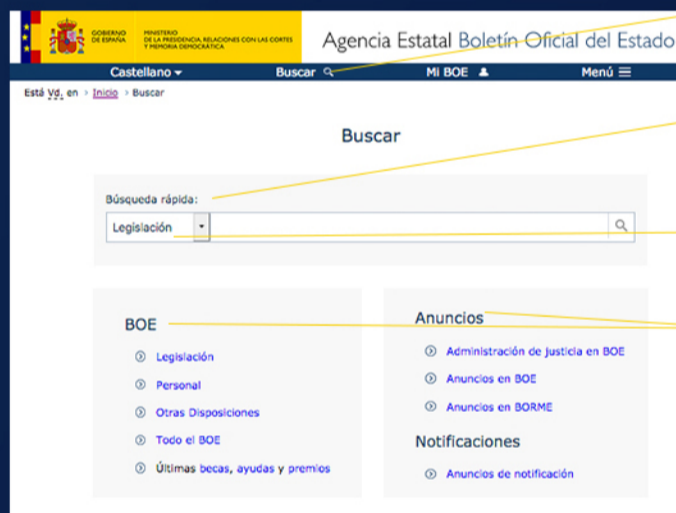 GOBIERNO
DE ESPAÑA
MINISTERIO
DE LA PRESIDENCIA, RELACIONES CON LAS CORTES
Y MEMORIA DEMOCRÁTICA
Agencia Estatal Boletín Oficial del Estado
Castellano Buscar Mi BOE Menú
Está Vd. en › Inicio › Buscar
Buscar
Búsqueda rápida:
Legislación
BOE
Legislación
Personal
Otras Disposiciones
Todo el BOE
Últimas becas, ayudas y premios
Anuncios
Administración de justicia en BOE
Anuncios en BOE
Anuncios en BORME
Notificaciones
Anuncios de notificación